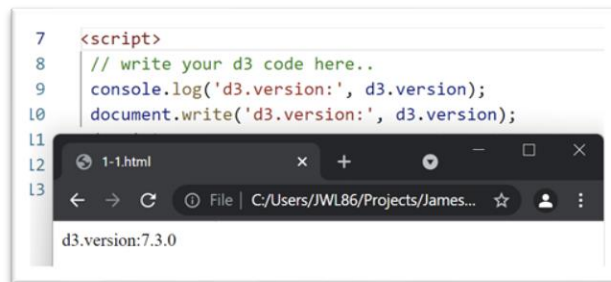 7 <script>
8 // write your d3 code here..
9 console.log('d3.version:', d3.version);
10 document.write('d3.version:', d3.version);
11
12
13
1-1.html
File | C:/Users/JWL86/Projects/James...
d3.version:7.3.0